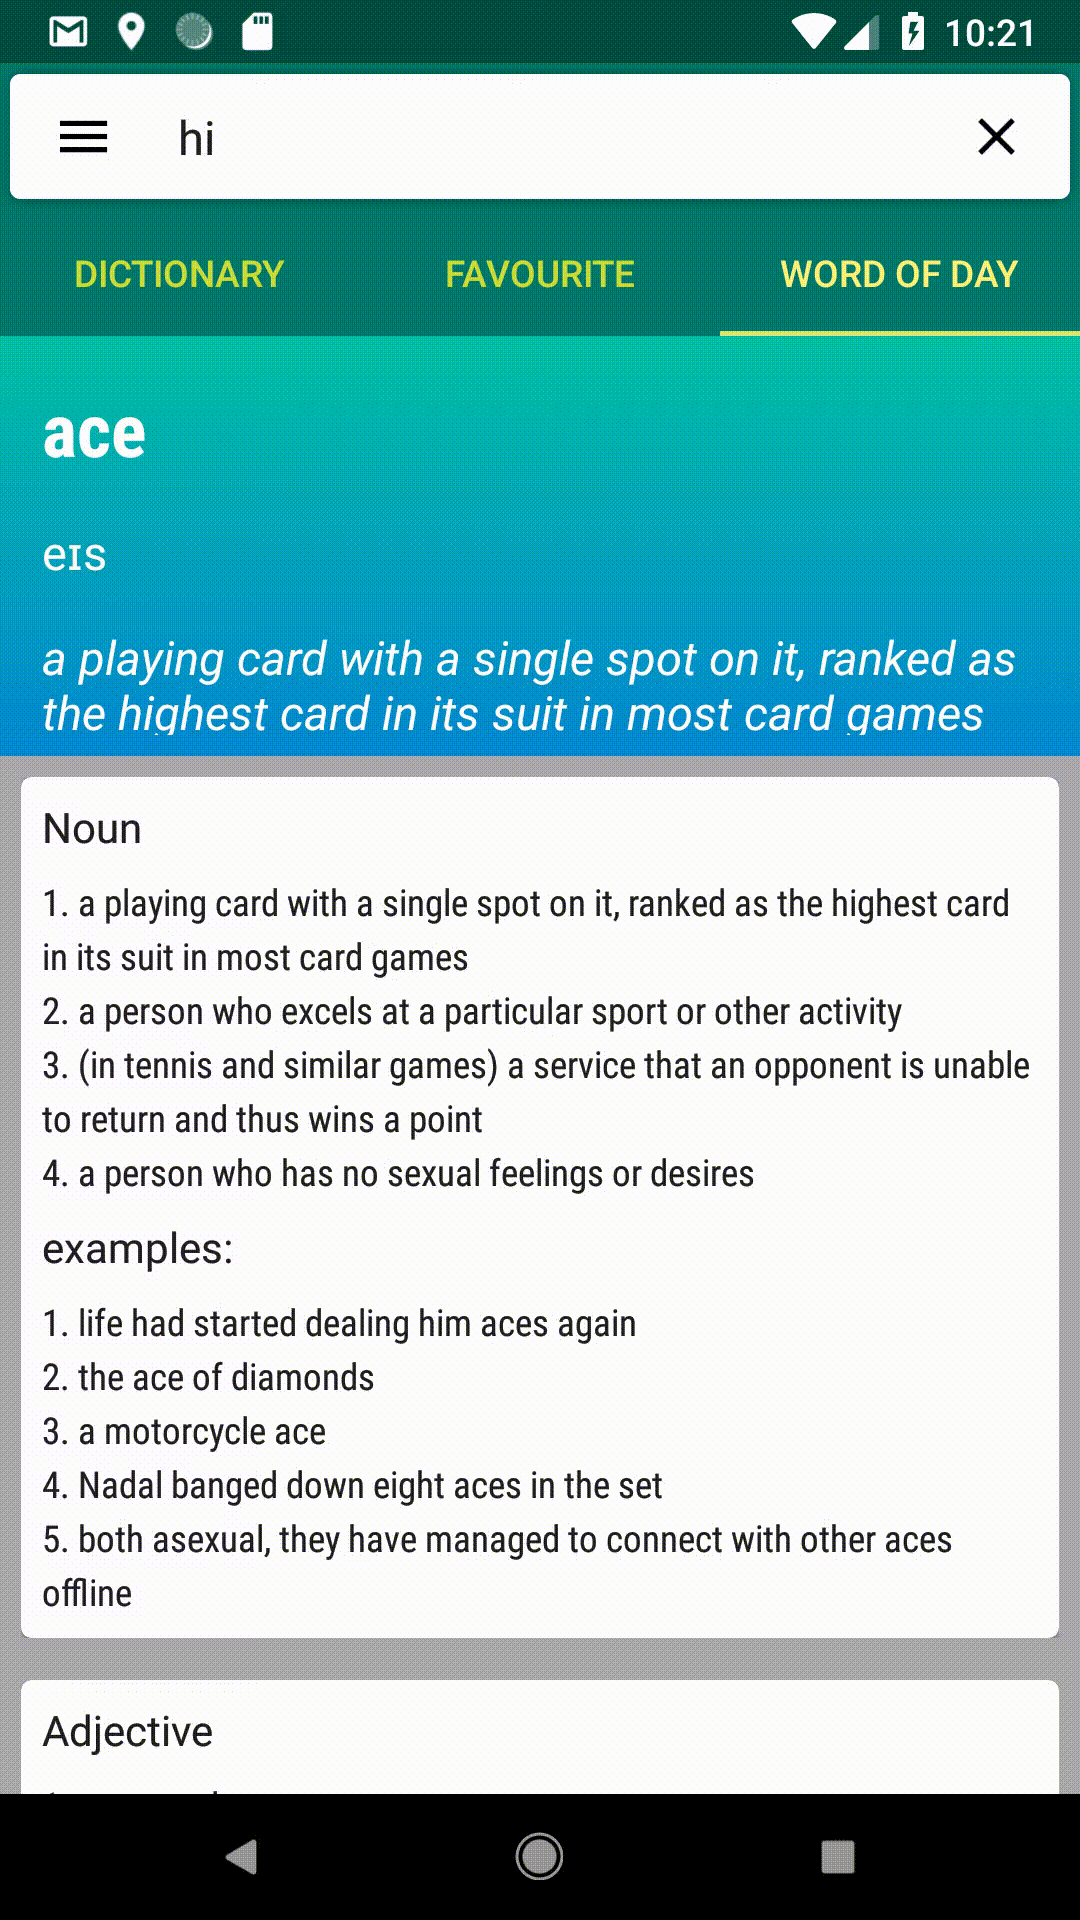 10:21
hi
DICTIONARY FAVOURITE WORD OF DAY
ace
eɪs
a playing card with a single spot on it, ranked as
the highest card in its suit in most card games
Noun
1. a playing card with a single spot on it, ranked as the highest card
in its suit in most card games
2. a person who excels at a particular sport or other activity
3. (in tennis and similar games) a service that an opponent is unable
to return and thus wins a point
4. a person who has no sexual feelings or desires
examples:
1. life had started dealing him aces again
2. the ace of diamonds
3. a motorcycle ace
4. Nadal banged down eight aces in the set
5. both asexual, they have managed to connect with other aces
offline
Adjective